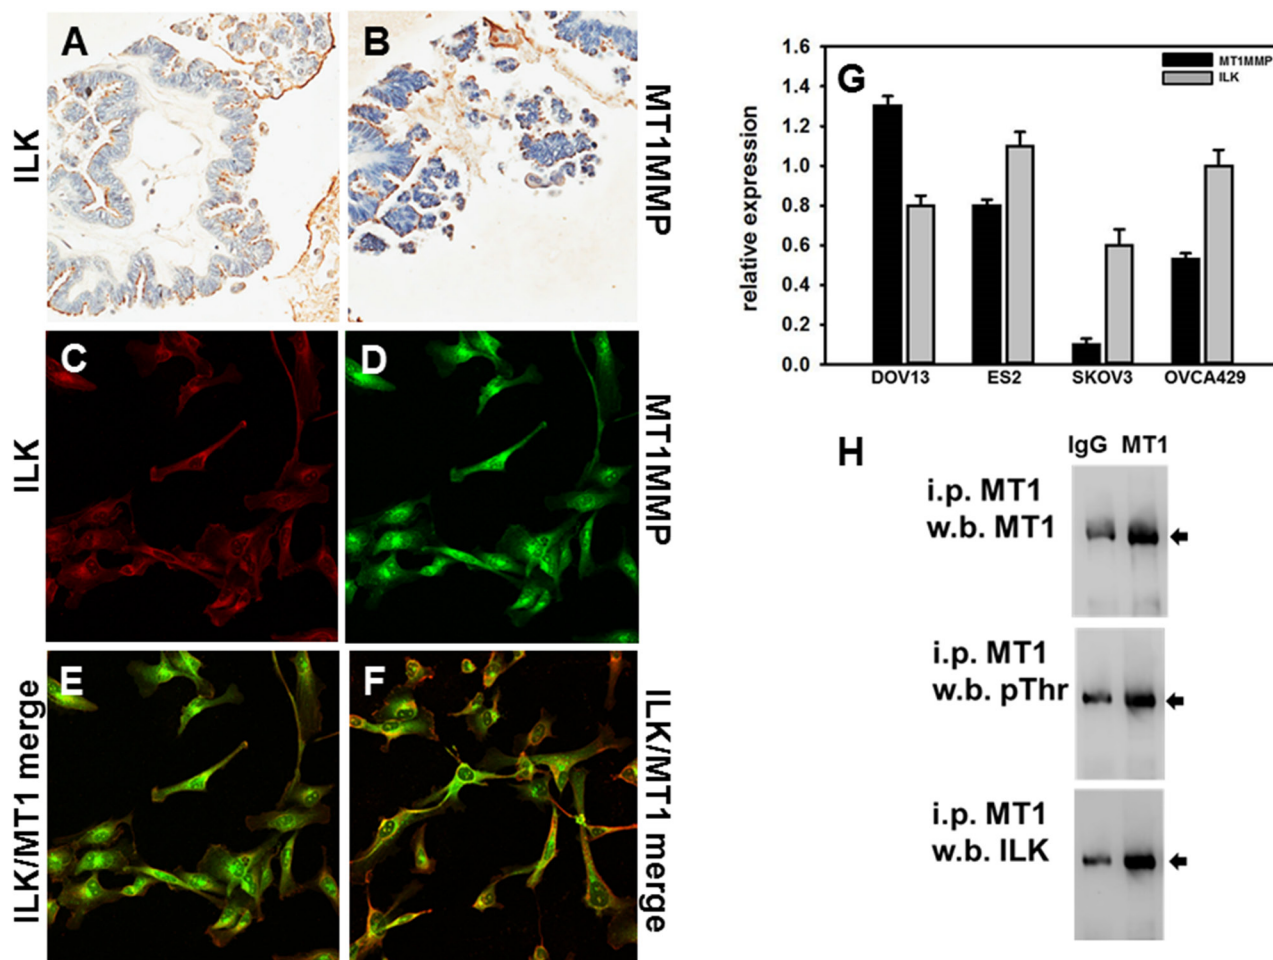 A
B
ILK
MT1MMP
C
D
ILK
MT1MMP
E
F
ILK/MT1 merge
ILK/MT1 merge
G
MT1MMP
ILK
relative expression
1.6
1.4
1.2
1.0
0.8
0.6
0.4
0.2
0.0
DOV13 ES2 SKOV3 OVCA429
H
IgG MT1
i.p. MT1
w.b. MT1
i.p. MT1
w.b. pThr
i.p. MT1
w.b. ILK